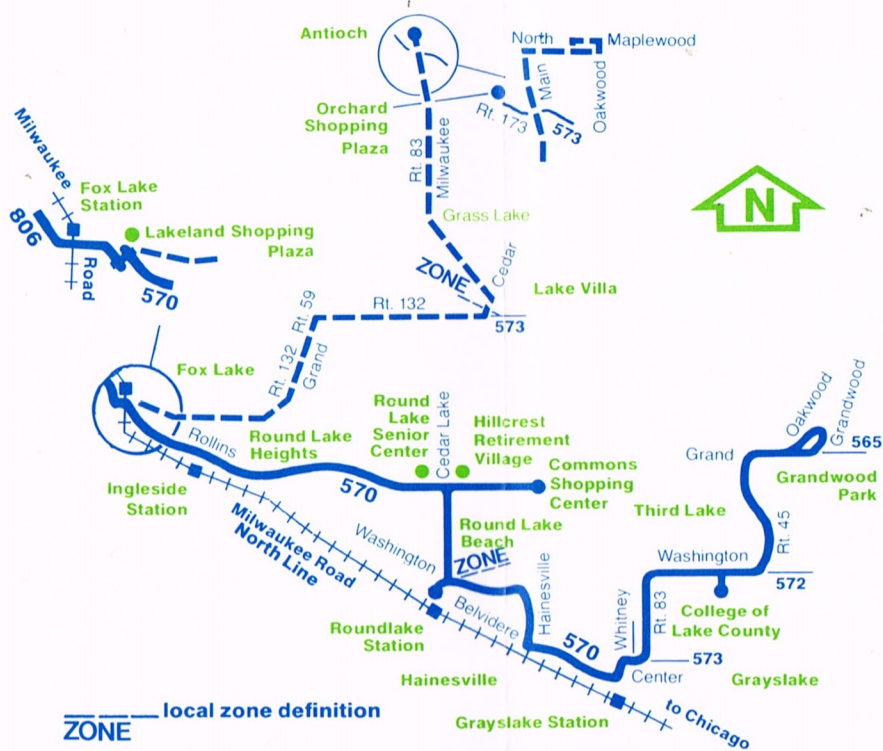 Antioch
North
Maplewood
Main
Oakwood
Orchard
Shopping
Plaza
Rt. 173
573
Rt. 83
Milwaukee
Grass Lake
N
Milwaukee
Fox Lake
Station
806
Lakeland Shopping
Plaza
Road
570
ZONE
Cedar
Lake Villa
573
Rt. 132
Rt. 59
Rt. 132
Grand
Fox Lake
Rollins
Round Lake
Heights
Round
Lake
Senior
Center
Cedar Lake
Hillcrest
Retirement
Village
Commons
Shopping
Center
570
Ingleside
Station
Milwaukee Road
North Line
Washington
Round Lake
Beach
ZONE
Belvidere
Hainesville
Roundlake
Station
Hainesville
570
Oakwood
Grandwood
565
Grand
Grandwood
Park
Third Lake
Rt. 45
Washington
572
College of
Lake County
Whitney
Rt. 83
573
Center
Grayslake
Grayslake Station
to Chicago
local zone definition
ZONE